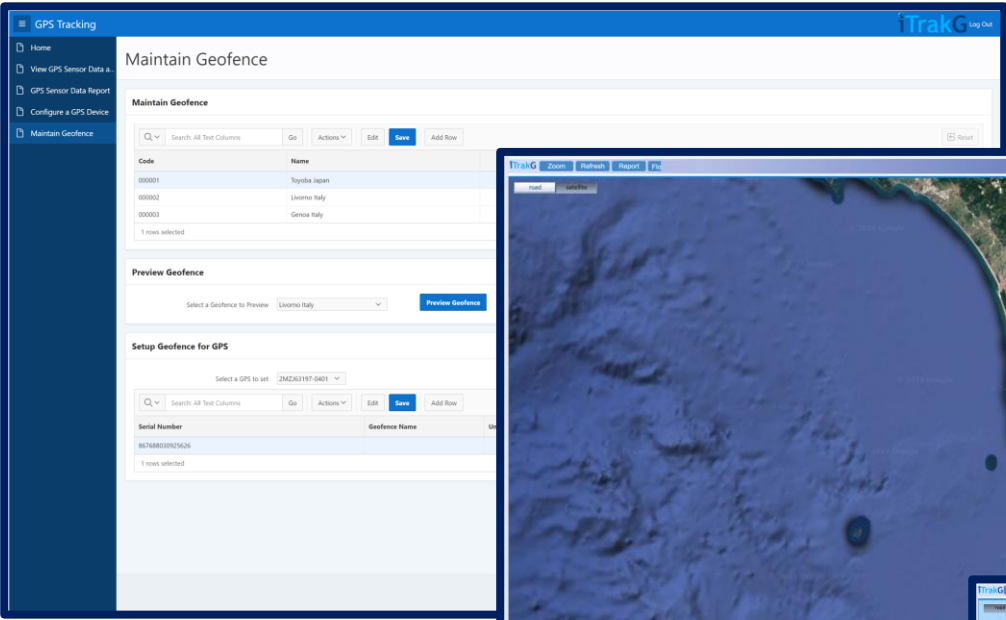 GPS Tracking
iTrakG Log Out
Home
View GPS Sensor Data a..
GPS Sensor Data Report
Configure a GPS Device
Maintain Geofence
Maintain Geofence
Maintain Geofence
Search: All Text Columns Go Actions Edit Save Add Row Reset
Code Name
000001 Toyoba Japan
000002 Livorno Italy
000003 Genoa Italy
1 rows selected
Preview Geofence
Select a Geofence to Preview Livorno Italy Preview Geofence
Setup Geofence for GPS
Select a GPS to set 2MZJ63197-0401
Search: All Text Columns Go Actions Edit Save Add Row
Serial Number Geofence Name Un
867688030925626
1 rows selected
iTrakG Zoom Refresh Report
road satellite
iTrakG